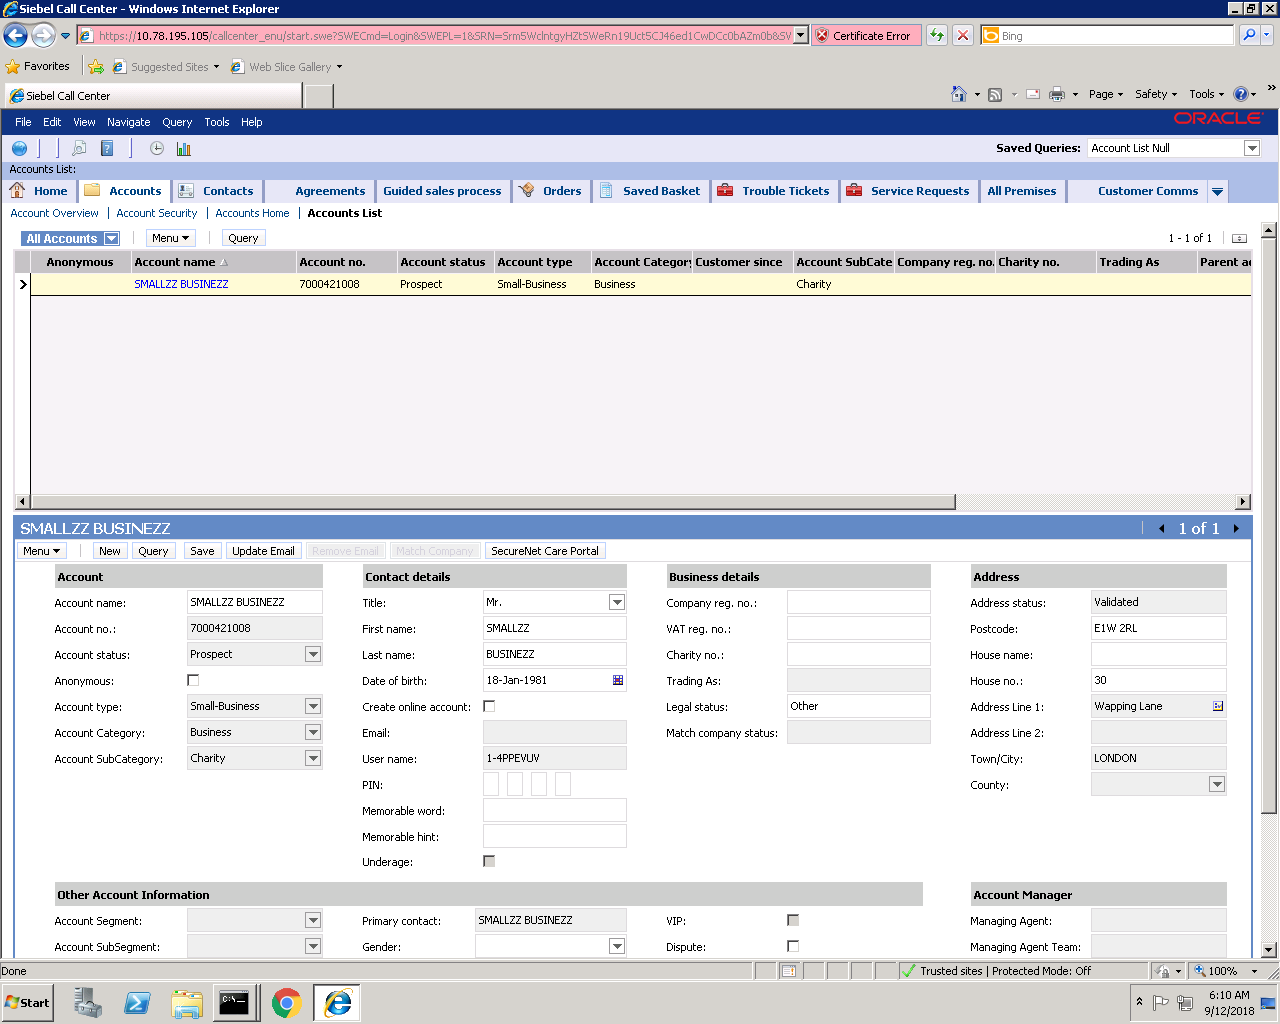 Siebel Call Center - Windows Internet Explorer
https://10.78.195.105/callcenter_enu/start.swe?SWECmd=Login&SWEPL=1&SRN= Certificate Error Bing
Favorites Suggested Sites Web Slice Gallery
Siebel Call Center Page Safety Tools »
File Edit View Navigate Query Tools Help ORACLE
Saved Queries: Account List Null
Accounts List:
Home Accounts Contacts Agreements Guided sales process Orders Saved Basket Trouble Tickets Service Requests All Premises Customer Comms
Account Overview | Account Security | Accounts Home | Accounts List
All Accounts Menu Query 1 - 1 of 1
Anonymous Account name Account no. Account status Account type Account Category Customer since Account SubCate Company reg. no. Charity no. Trading As Parent ac
SMALLZZ BUSINEZZ 7000421008 Prospect Small-Business Business Charity
SMALLZZ BUSINEZZ 1 of 1
Menu New Query Save Update Email Remove Email Match Company SecureNet Care Portal
Account Contact details Business details Address
Account name: SMALLZZ BUSINEZZ Title: Mr. Company reg. no.: Address status: Validated
Account no.: 7000421008 First name: SMALLZZ VAT reg. no.: Postcode: E1W 2RL
Account status: Prospect Last name: BUSINEZZ Charity no.: House name:
Anonymous: Date of birth: 18-Jan-1981 Trading As: House no.: 30
Account type: Small-Business Create online account: Legal status: Other Address Line 1: Wapping Lane
Account Category: Business Email: Match company status: Address Line 2:
Account SubCategory: Charity User name: 1-4PPEVUV Town/City: LONDON
PIN: County:
Memorable word:
Memorable hint:
Underage:
Other Account Information Account Manager
Account Segment: Primary contact: SMALLZZ BUSINEZZ VIP: Managing Agent:
Account SubSegment: Gender: Dispute: Managing Agent Team:
Done Trusted sites | Protected Mode: Off 100%
Start C:\. 6:10 AM
9/12/2018